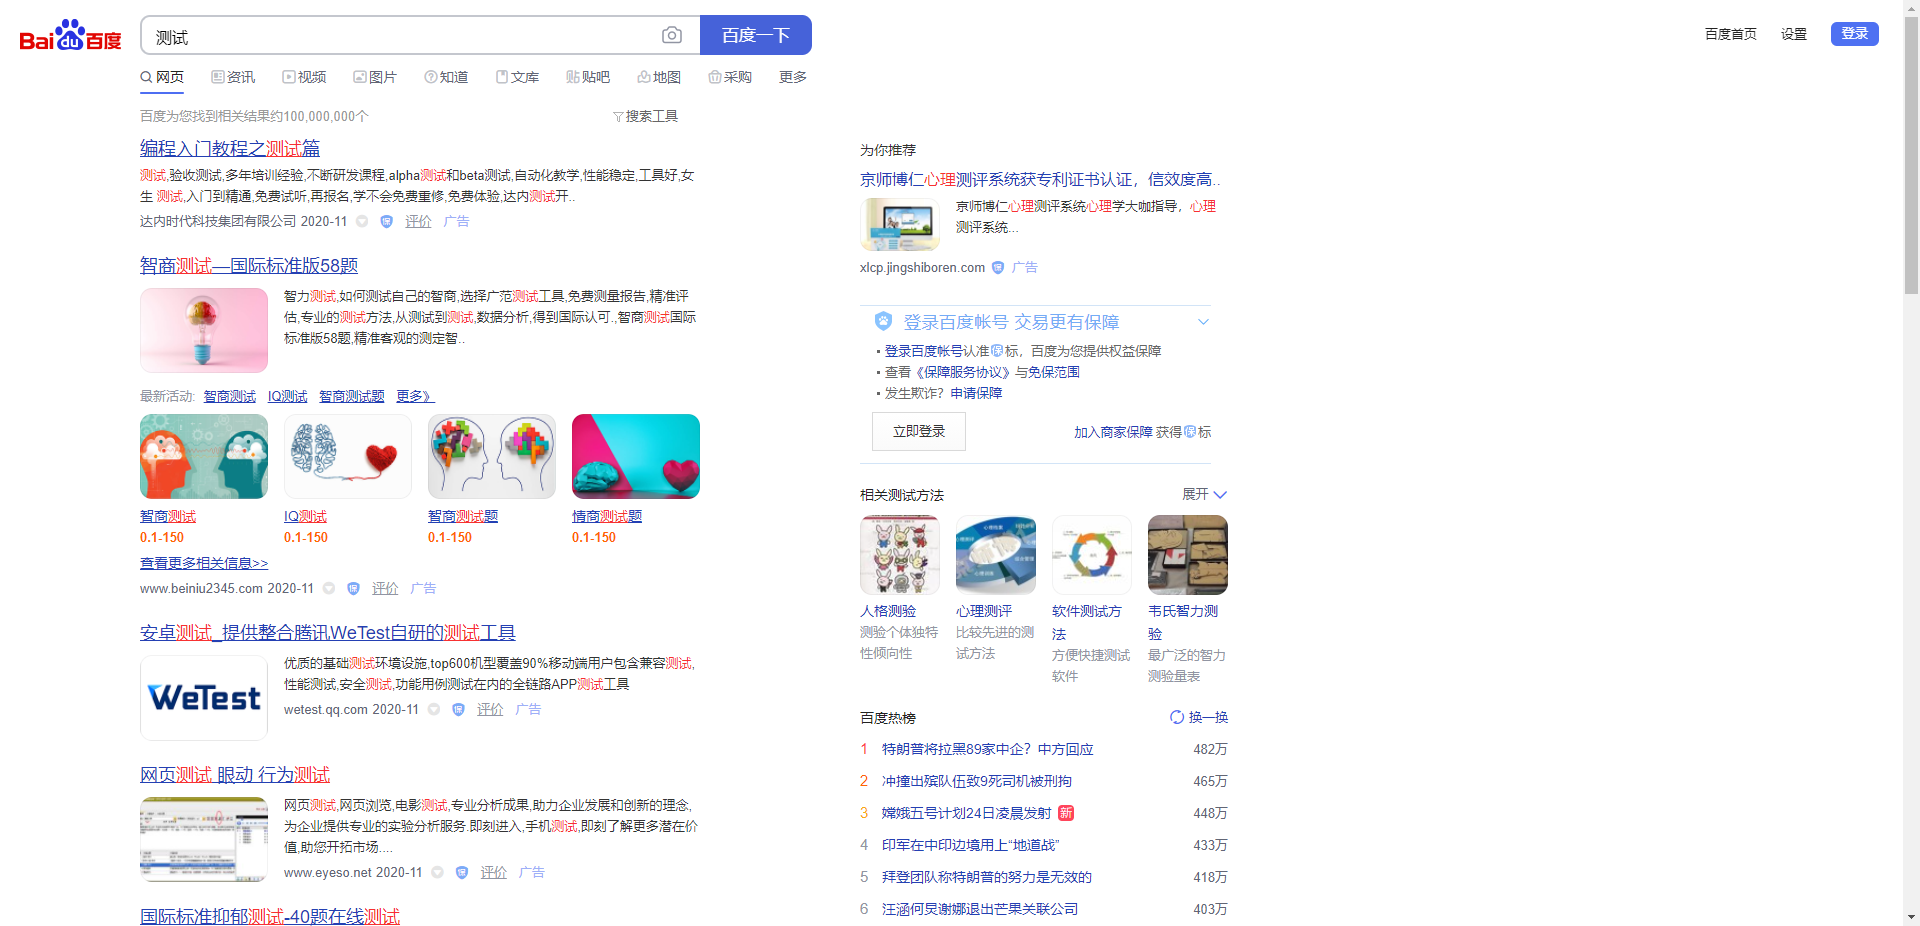 Bai du 百度
测试
百度一下
百度首页 设置 登录
网页 资讯 视频 图片 知道 文库 贴吧 地图 采购 更多
百度为您找到相关结果约100,000,000个 搜索工具
编程入门教程之测试篇
测试,验收测试,多年培训经验,不断研发课程,alpha测试和beta测试,自动化教学,性能稳定,工具好,女
生 测试,入门到精通,免费试听,再报名,学不会免费重修,免费体验,达内测试开..
达内时代科技集团有限公司 2020-11 保 评价 广告
智商测试—国际标准版58题
智力测试,如何测试自己的智商,选择广范测试工具,免费测量报告,精准评
估,专业的测试方法,从测试到测试,数据分析,得到国际认可.,智商测试国际
标准版58题,精准客观的测定智..
最新活动: 智商测试 IQ测试 智商测试题 更多》
智商测试 IQ测试 智商测试题 情商测试题
0.1-150 0.1-150 0.1-150 0.1-150
查看更多相关信息>>
www.beiniu2345.com 2020-11 保 评价 广告
安卓测试_提供整合腾讯WeTest自研的测试工具
WeTest
优质的基础测试环境设施,top600机型覆盖90%移动端用户包含兼容测试,
性能测试,安全测试,功能用例测试在内的全链路APP测试工具
wetest.qq.com 2020-11 保 评价 广告
网页测试 眼动 行为测试
网页测试,网页浏览,电影测试,专业分析成果,助力企业发展和创新的理念,
为企业提供专业的实验分析服务.即刻进入,手机测试,即刻了解更多潜在价
值,助您开拓市场....
www.eyeso.net 2020-11 保 评价 广告
国际标准抑郁测试-40题在线测试
为你推荐
京师博仁心理测评系统获专利证书认证，信效度高..
京师博仁心理测评系统心理学大咖指导，心理
测评系统...
xlcp.jingshiboren.com 保 广告
登录百度帐号 交易更有保障
登录百度帐号认准保标，百度为您提供权益保障
查看《保障服务协议》与免保范围
发生欺诈？申请保障
立即登录 加入商家保障 获得保标
相关测试方法 展开
人格测验
测验个体独特
性倾向性
心理测评
比较先进的测
试方法
软件测试方
法
方便快捷测试
软件
韦氏智力测
验
最广泛的智力
测验量表
百度热榜 换一换
1 特朗普将拉黑89家中企？中方回应 482万
2 冲撞出殡队伍致9死司机被刑拘 465万
3 嫦娥五号计划24日凌晨发射 新 448万
4 印军在中印边境用上“地道战” 433万
5 拜登团队称特朗普的努力是无效的 418万
6 汪涵何炅谢娜退出芒果关联公司 403万